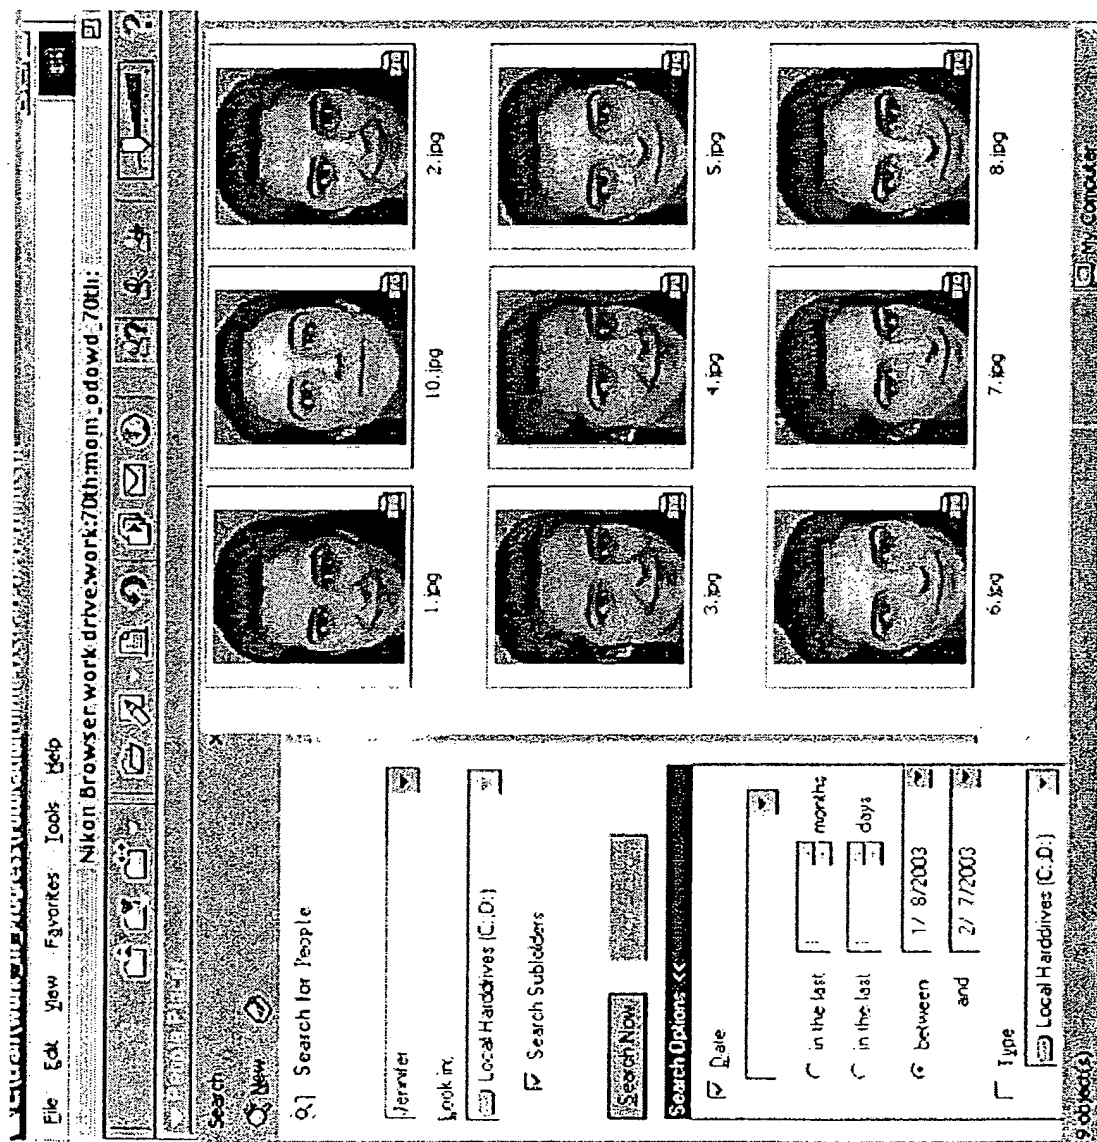 File Edit View Favorites Tools Help
Nikon Browser.work drive.work:70th:mom_odowd_70th:
Search
New
Search for People
Jennifer
Look in:
Local Harddrives (C:,D:)
Search Subfolders
Search Now
Search Options <<
Date
in the last months
in the last days
between 1/ 8/2003
and 2/ 7/2003
Type
Local Harddrives (C:,D:)
1.jpg 10.jpg 2.jpg
3.jpg 4.jpg 5.jpg
6.jpg 7.jpg 8.jpg
9 object(s)
My Computer